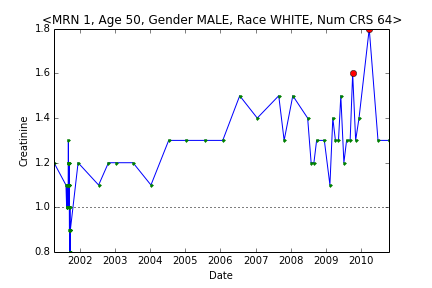 <MRN 1, Age 50, Gender MALE, Race WHITE, Num CRS 64>
1.8
1.6
1.4
1.2
1.0
0.8
Creatinine
2002 2003 2004 2005 2006 2007 2008 2009 2010
Date